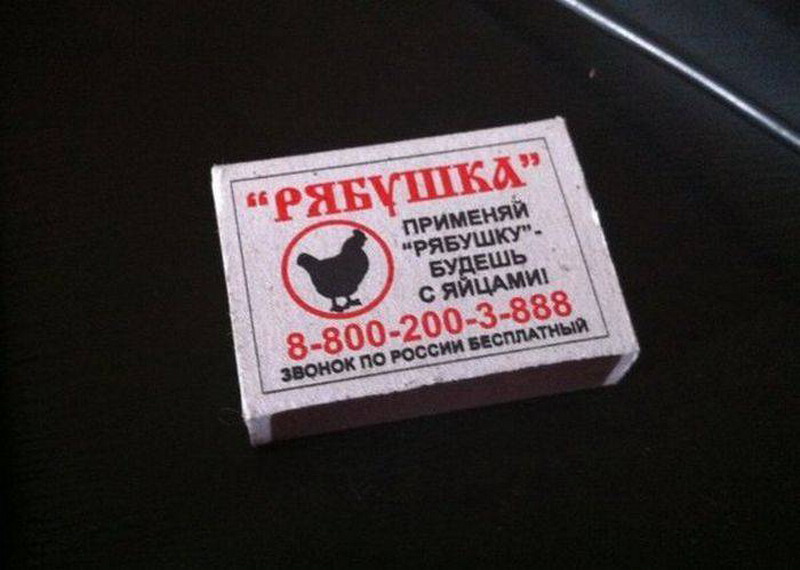 “РЯБУШКА”
ПРИМЕНЯЙ
“РЯБУШКУ”-
БУДЕШЬ
С ЯЙЦАМИ!
8-800-200-3-888
ЗВОНОК ПО РОССИИ БЕСПЛАТНЫЙ